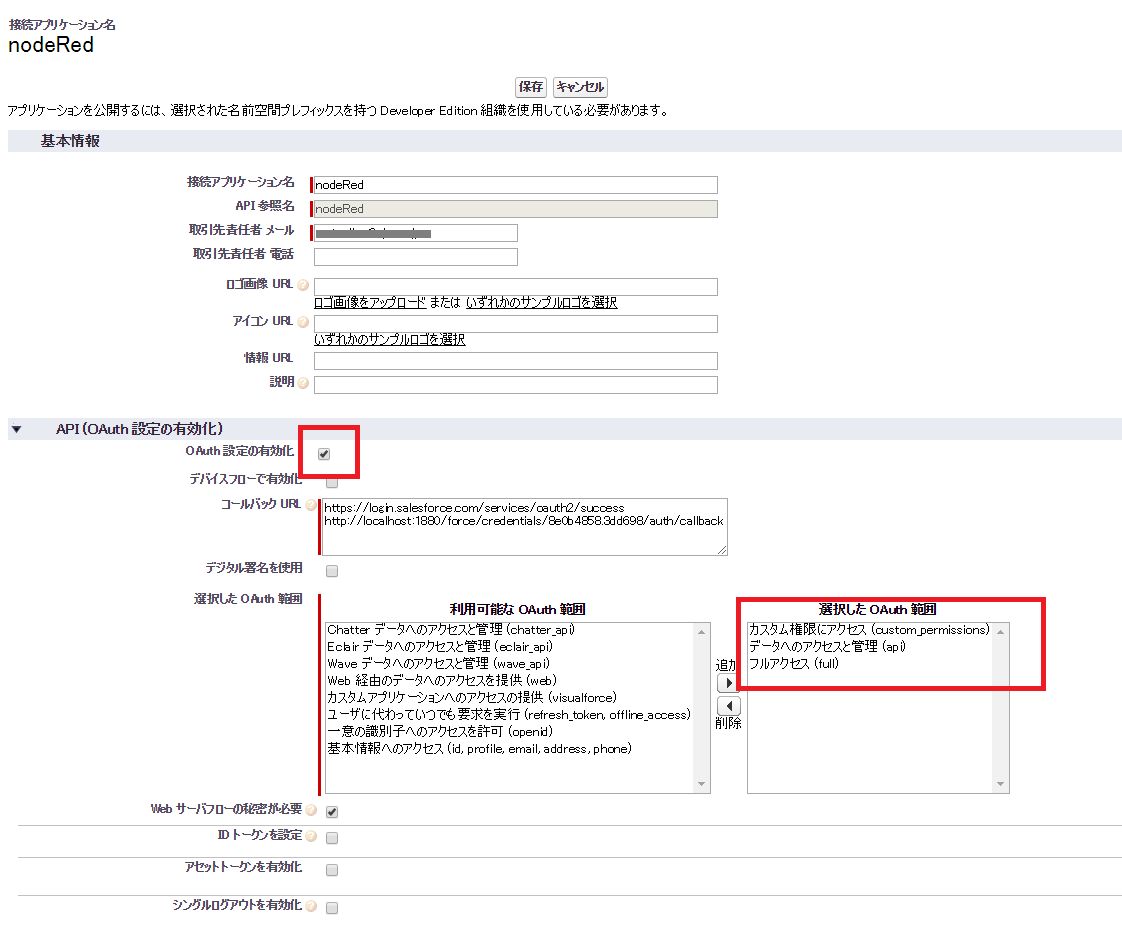 接続アプリケーション名
nodeRed
保存 キャンセル
アプリケーションを公開するには、選択された名前空間プレフィックスを持つ Developer Edition 組織を使用している必要があります。
基本情報
接続アプリケーション名 nodeRed
API 参照名 nodeRed
取引先責任者 メール
取引先責任者 電話
ロゴ画像 URL
ロゴ画像をアップロード または いずれかのサンプルロゴを選択
アイコン URL
いずれかのサンプルロゴを選択
情報 URL
説明
API (OAuth 設定の有効化)
OAuth 設定の有効化
デバイスフローで有効化
コールバック URL https://login.salesforce.com/services/oauth2/success
http://localhost:1880/force/credentials/8e0b4858.3dd698/auth/callback
デジタル署名を使用
選択した OAuth 範囲
利用可能な OAuth 範囲
Chatter データへのアクセスと管理 (chatter_api)
Eclair データへのアクセスと管理 (eclair_api)
Wave データへのアクセスと管理 (wave_api)
Web 経由のデータへのアクセスを提供 (web)
カスタムアプリケーションへのアクセスの提供 (visualforce)
ユーザに代わっていつでも要求を実行 (refresh_token, offline_access)
一意の識別子へのアクセスを許可 (openid)
基本情報へのアクセス (id, profile, email, address, phone)
追加
削除
選択した OAuth 範囲
カスタム権限にアクセス (custom_permissions)
データへのアクセスと管理 (api)
フルアクセス (full)
Web サーバフローの秘密が必要
ID トークンを設定
アセットトークンを有効化
シングルログアウトを有効化